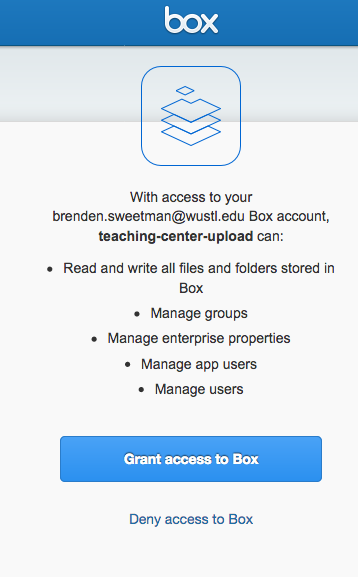 box
With access to your
brenden.sweetman@wustl.edu Box account,
teaching-center-upload can:
• Read and write all files and folders stored in
Box
• Manage groups
• Manage enterprise properties
• Manage app users
• Manage users
Grant access to Box
Deny access to Box